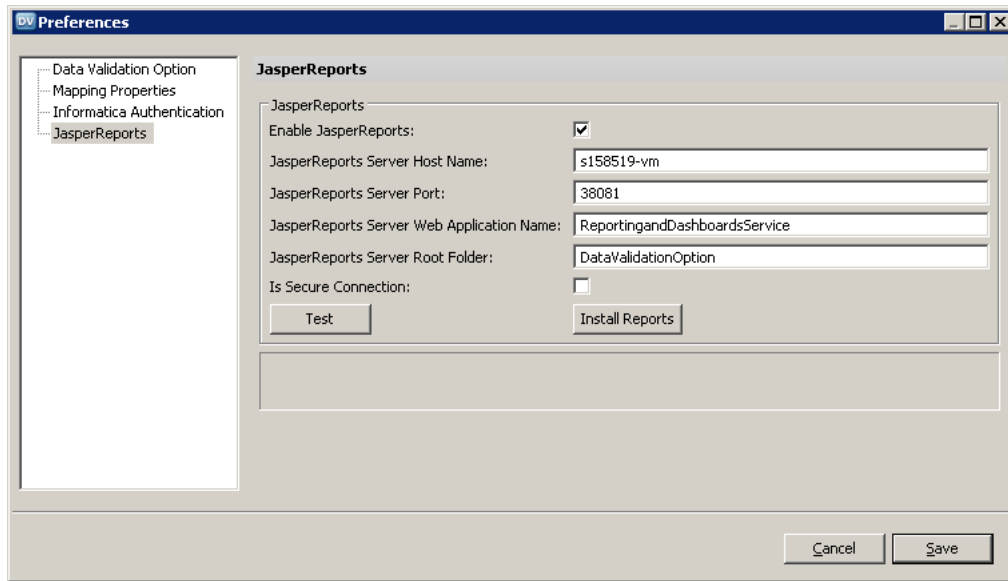 DV Preferences
Data Validation Option
Mapping Properties
Informatica Authentication
JasperReports
JasperReports
JasperReports
Enable JasperReports:
JasperReports Server Host Name: s158519-vm
JasperReports Server Port: 38081
JasperReports Server Web Application Name: ReportingandDashboardsService
JasperReports Server Root Folder: DataValidationOption
Is Secure Connection:
Test Install Reports
Cancel Save